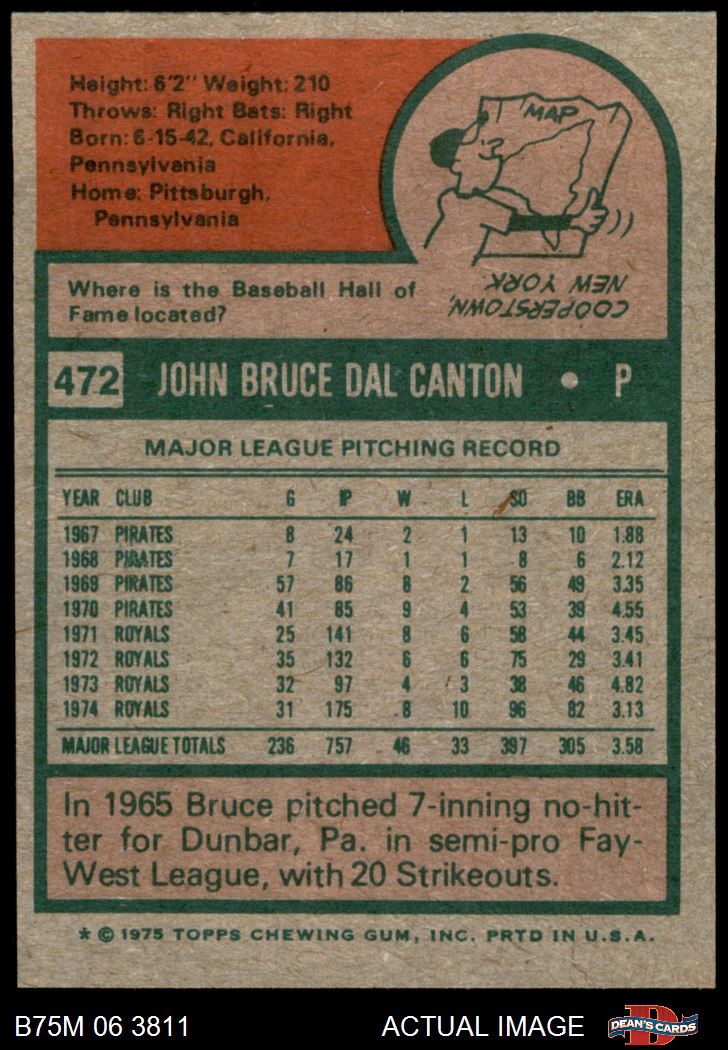 Height: 6'2" Weight: 210
Throws: Right Bats: Right
Born: 6-15-42, California,
Pennsylvania
Home: Pittsburgh,
Pennsylvania
MAP
COOPERSTOWN,
NEW YORK.
Where is the Baseball Hall of
Fame located?
472 JOHN BRUCE DAL CANTON • P
MAJOR LEAGUE PITCHING RECORD
YEAR CLUB G IP W L SO BB ERA
1967 PIRATES 8 24 2 1 13 10 1.88
1968 PIRATES 7 17 1 1 8 6 2.12
1969 PIRATES 57 86 8 2 56 49 3.35
1970 PIRATES 41 85 9 4 53 39 4.55
1971 ROYALS 25 141 8 6 58 44 3.45
1972 ROYALS 35 132 6 6 75 29 3.41
1973 ROYALS 32 97 4 3 38 46 4.82
1974 ROYALS 31 175 8 10 96 82 3.13
MAJOR LEAGUE TOTALS 236 757 46 33 397 305 3.58
In 1965 Bruce pitched 7-inning no-hit-
ter for Dunbar, Pa. in semi-pro Fay-
West League, with 20 Strikeouts.
* © 1975 TOPPS CHEWING GUM, INC. PRTD IN U.S.A.
B75M 06 3811 ACTUAL IMAGE D DEAN'S CARDS